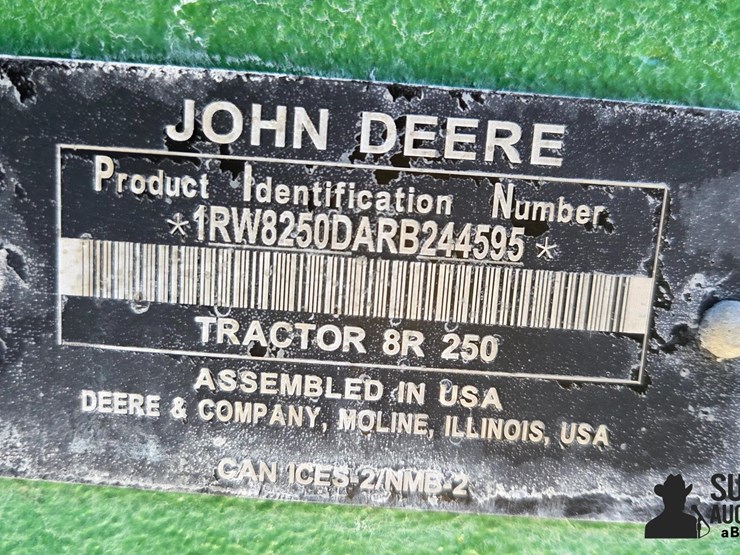 JOHN DEERE
Product Identification Number
*1RW8250DARB244595*
TRACTOR 8R 250
ASSEMBLED IN USA
DEERE & COMPANY, MOLINE, ILLINOIS, USA
CAN ICES-2/NMB-2